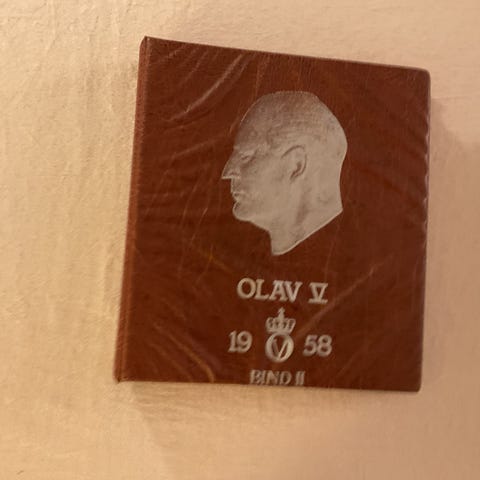 OLAV V
19 V 58
BIND II